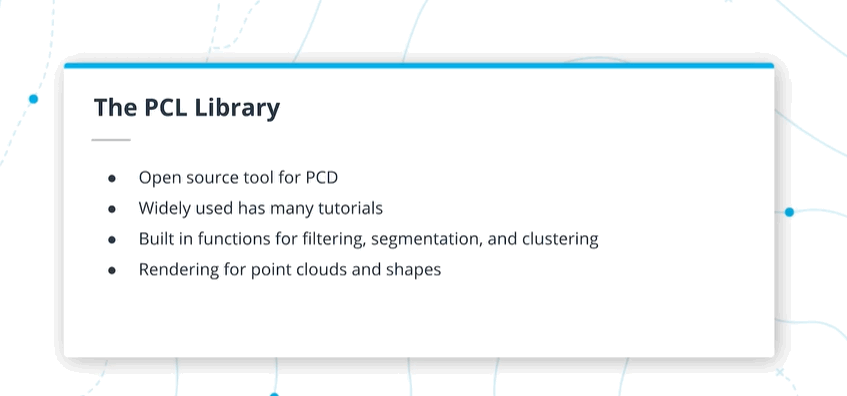 The PCL Library
● Open source tool for PCD
● Widely used has many tutorials
● Built in functions for filtering, segmentation, and clustering
● Rendering for point clouds and shapes